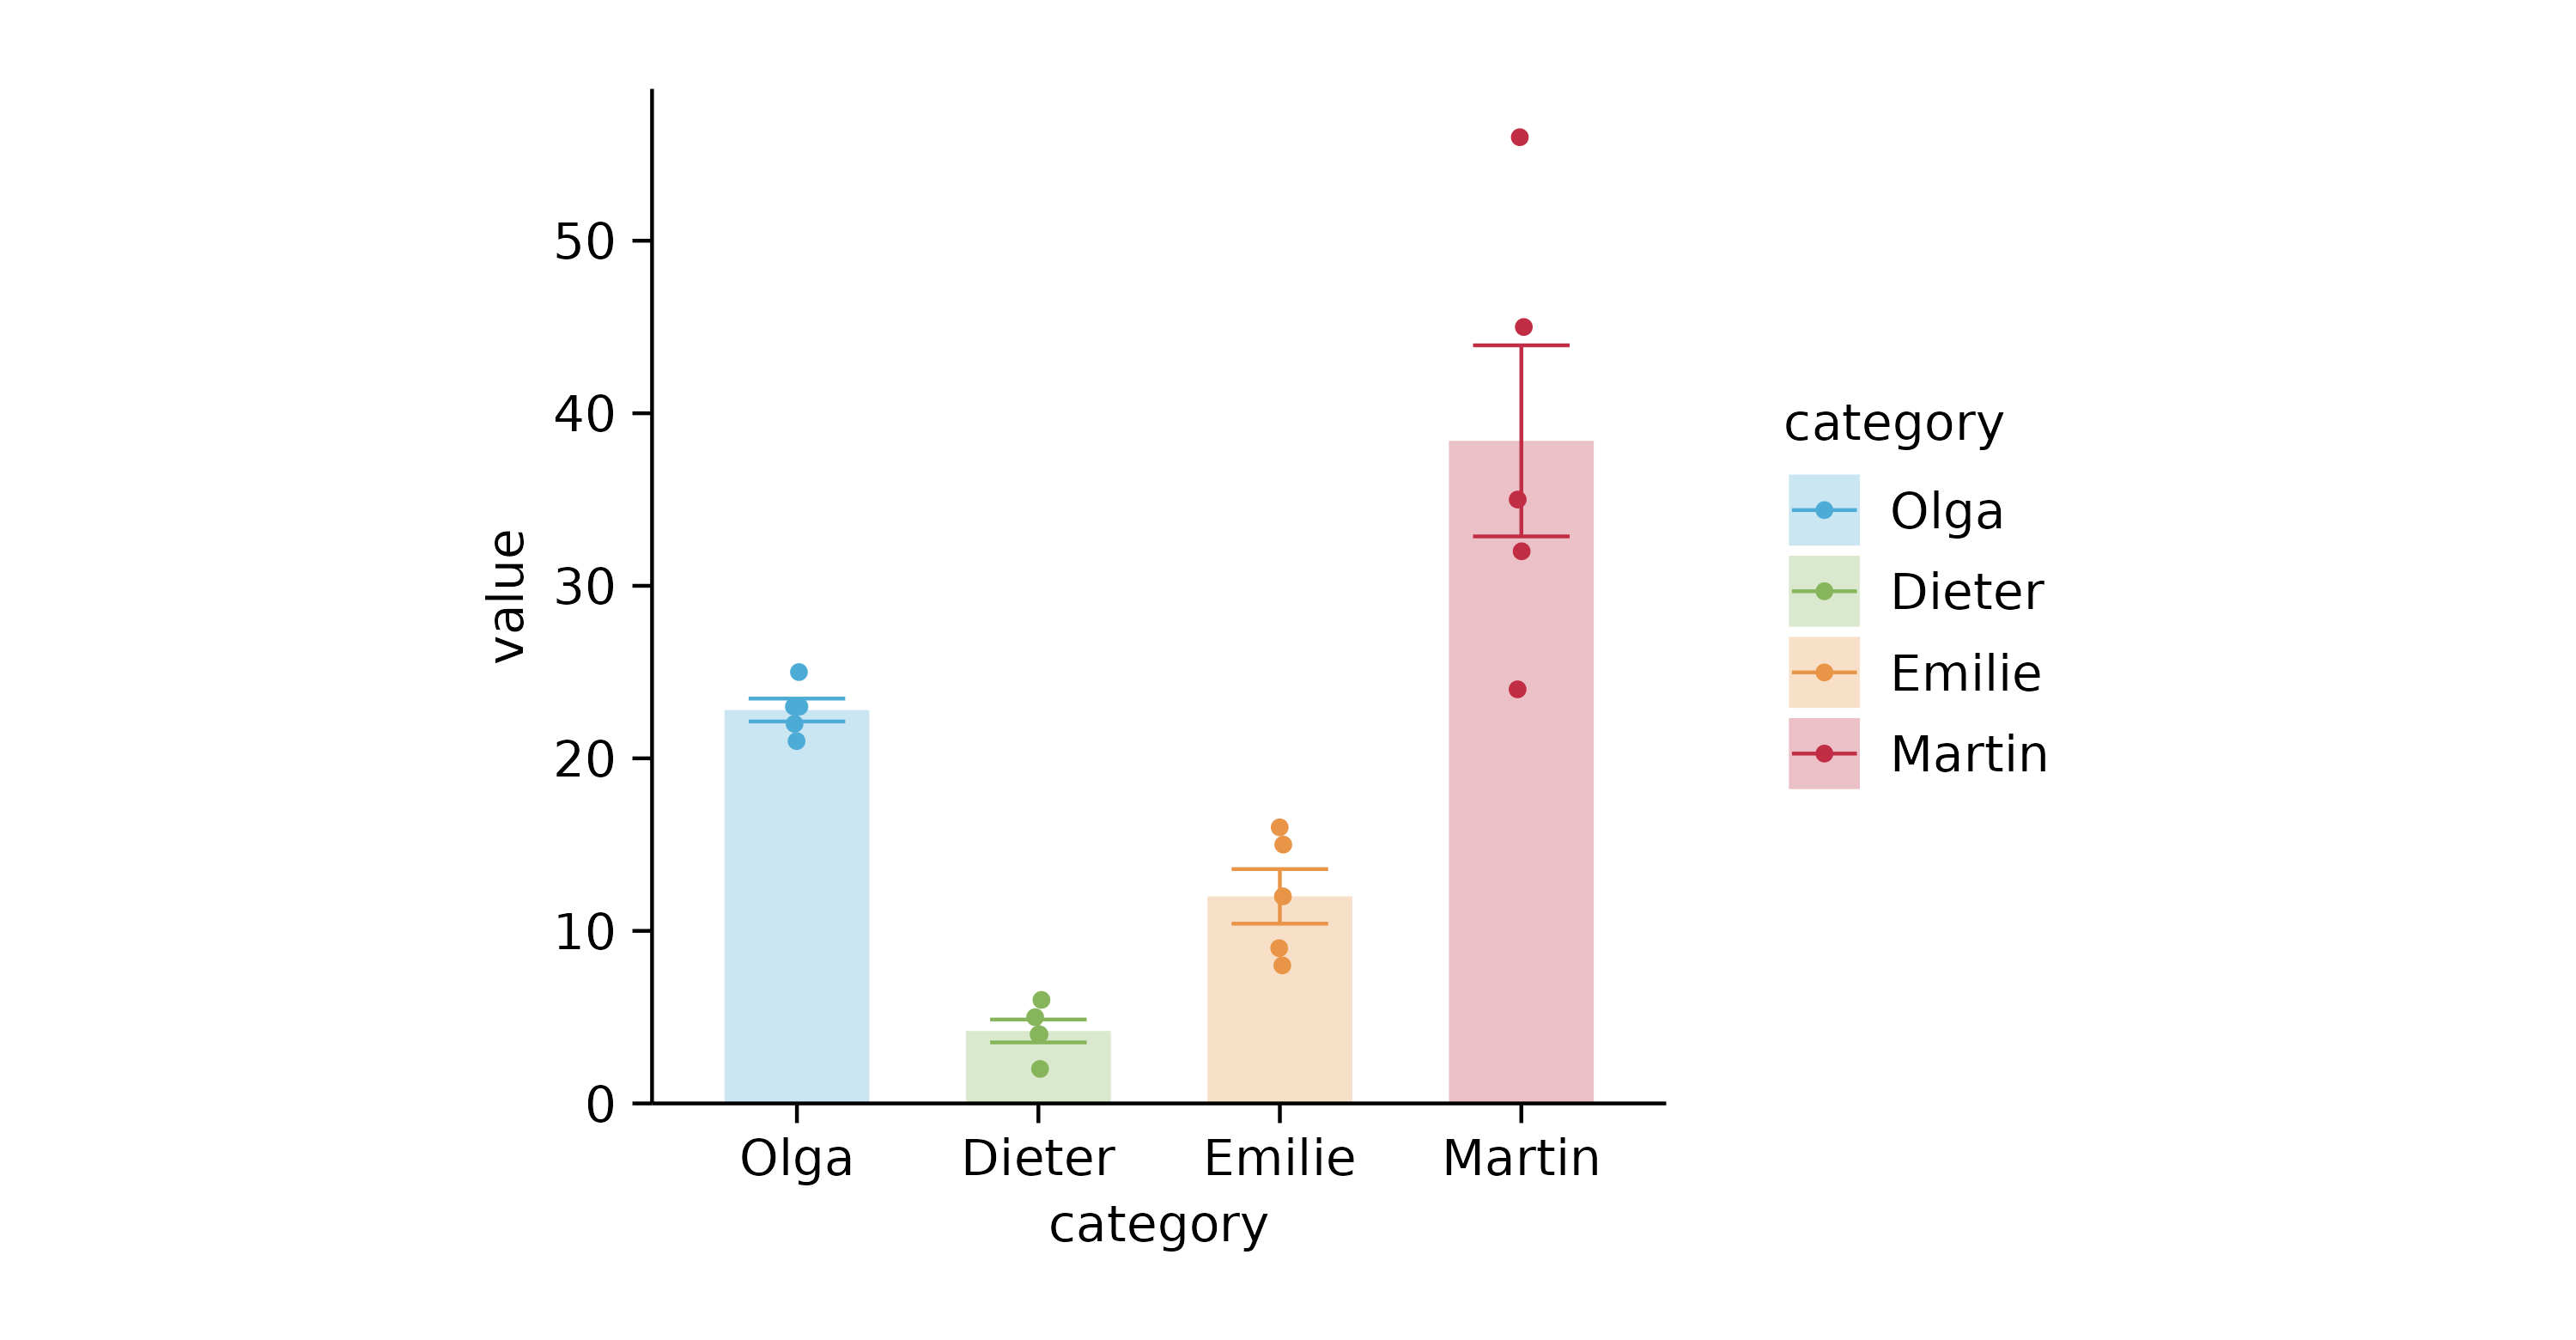 value
50
40
30
20
10
0
Olga Dieter Emilie Martin
category
category
Olga
Dieter
Emilie
Martin